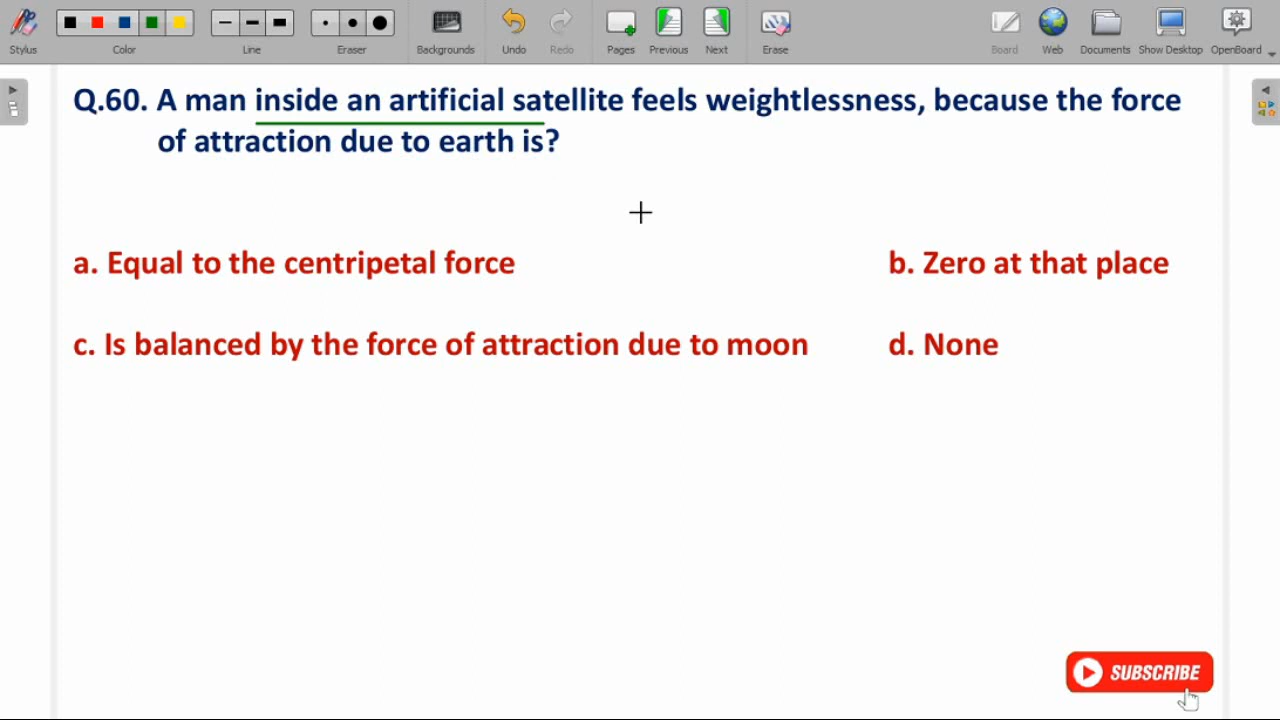 Stylus Color Line Eraser Backgrounds Undo Redo Pages Previous Next Erase Board Web Documents Show Desktop OpenBoard
Q.60. A man inside an artificial satellite feels weightlessness, because the force
of attraction due to earth is?
a. Equal to the centripetal force b. Zero at that place
c. Is balanced by the force of attraction due to moon d. None
SUBSCRIBE